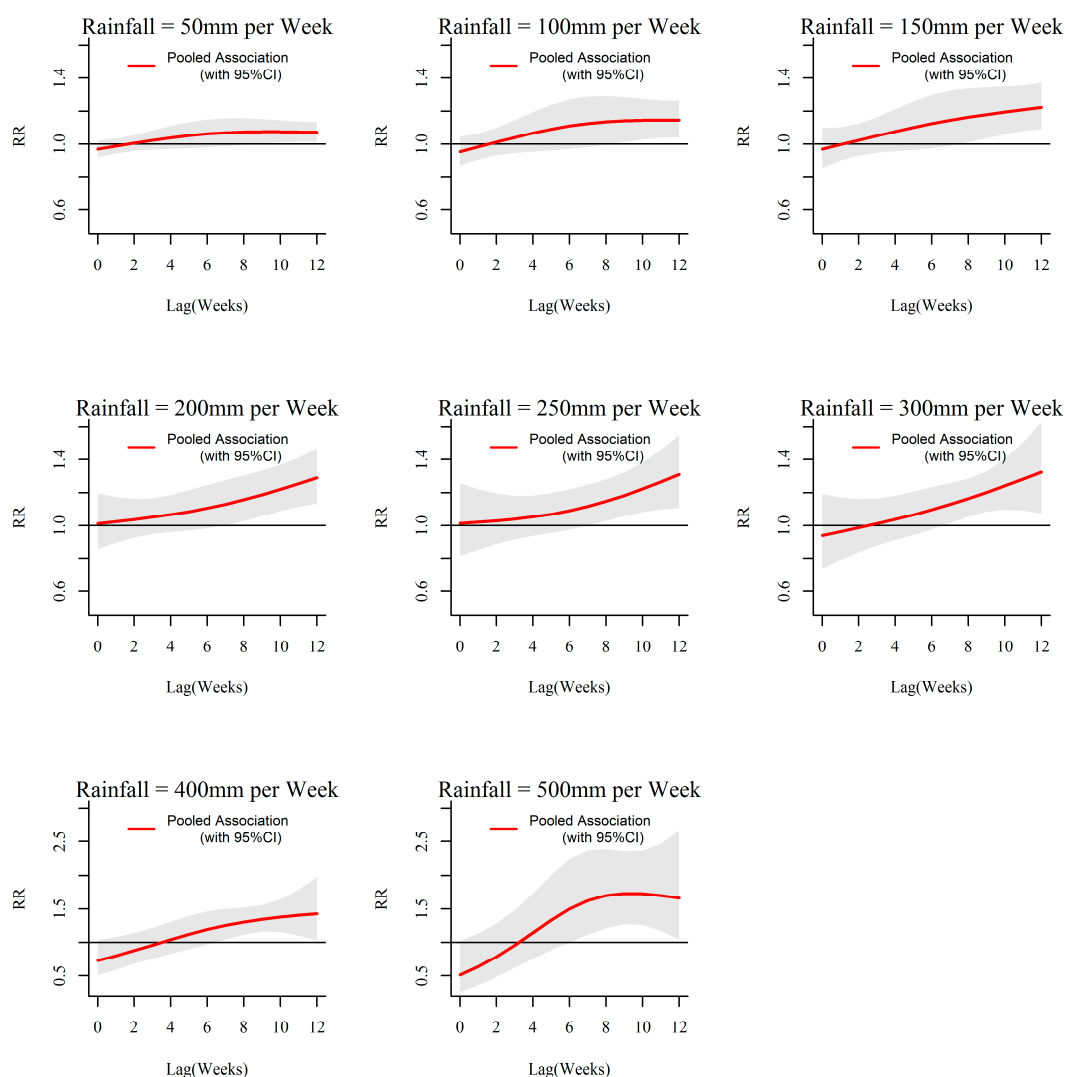 Rainfall = 50mm per Week
Pooled Association
(with 95%CI)
1.4
1.0
0.6
RR
0 2 4 6 8 10 12
Lag(Weeks)
Rainfall = 100mm per Week
Pooled Association
(with 95%CI)
1.4
1.0
0.6
RR
0 2 4 6 8 10 12
Lag(Weeks)
Rainfall = 150mm per Week
Pooled Association
(with 95%CI)
1.4
1.0
0.6
RR
0 2 4 6 8 10 12
Lag(Weeks)
Rainfall = 200mm per Week
Pooled Association
(with 95%CI)
1.4
1.0
0.6
RR
0 2 4 6 8 10 12
Lag(Weeks)
Rainfall = 250mm per Week
Pooled Association
(with 95%CI)
1.4
1.0
0.6
RR
0 2 4 6 8 10 12
Lag(Weeks)
Rainfall = 300mm per Week
Pooled Association
(with 95%CI)
1.4
1.0
0.6
RR
0 2 4 6 8 10 12
Lag(Weeks)
Rainfall = 400mm per Week
Pooled Association
(with 95%CI)
2.5
1.5
0.5
RR
0 2 4 6 8 10 12
Lag(Weeks)
Rainfall = 500mm per Week
Pooled Association
(with 95%CI)
2.5
1.5
0.5
RR
0 2 4 6 8 10 12
Lag(Weeks)